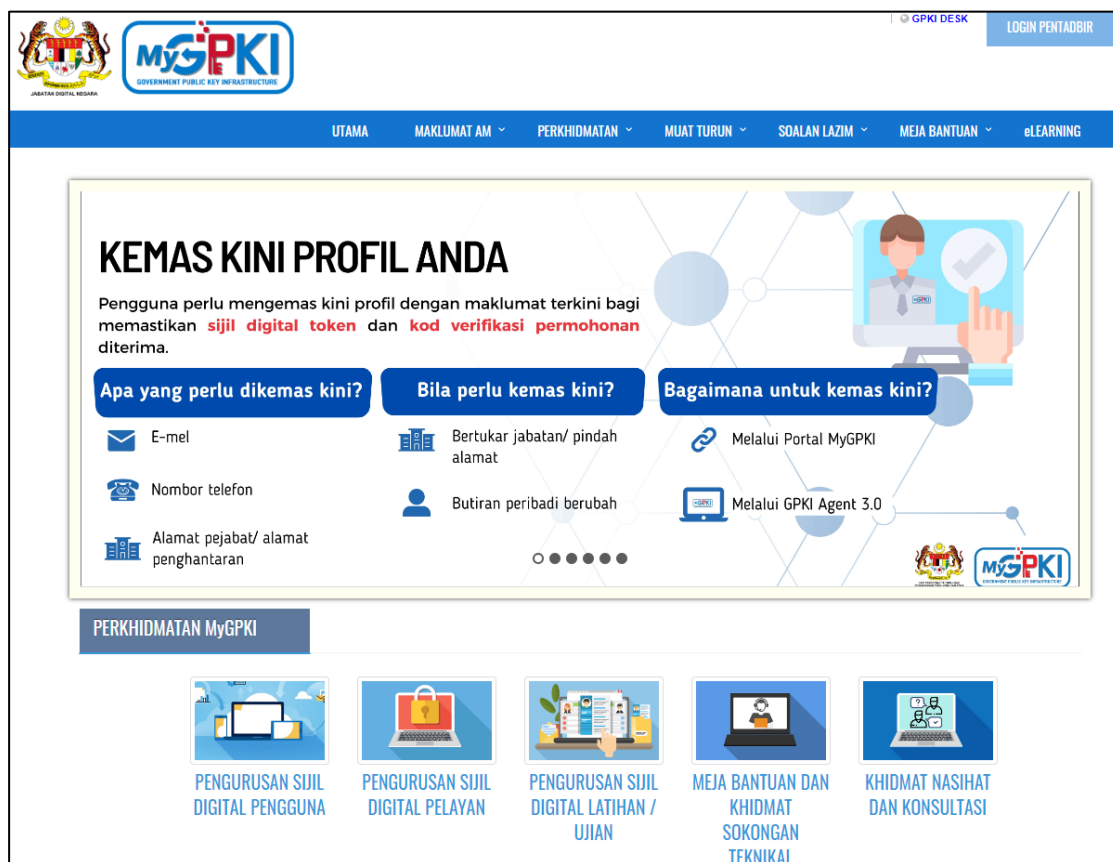 GPKI DESK
LOGIN PENTADBIR
MyGPKI
GOVERNMENT PUBLIC KEY INFRASTRUCTURE
JABATAN DIGITAL NEGARA
UTAMA MAKLUMAT AM PERKHIDMATAN MUAT TURUN SOALAN LAZIM MEJA BANTUAN eLEARNING
KEMAS KINI PROFIL ANDA
Pengguna perlu mengemas kini profil dengan maklumat terkini bagi
memastikan sijil digital token dan kod verifikasi permohonan
diterima.
Apa yang perlu dikemas kini?
E-mel
Nombor telefon
Alamat pejabat/ alamat
penghantaran
Bila perlu kemas kini?
Bertukar jabatan/ pindah
alamat
Butiran peribadi berubah
Bagaimana untuk kemas kini?
Melalui Portal MyGPKI
Melalui GPKI Agent 3.0
MyGPKI
GOVERNMENT PUBLIC KEY INFRASTRUCTURE
PERKHIDMATAN MyGPKI
PENGURUSAN SIJIL
DIGITAL PENGGUNA
PENGURUSAN SIJIL
DIGITAL PELAYAN
PENGURUSAN SIJIL
DIGITAL LATIHAN /
UJIAN
MEJA BANTUAN DAN
KHIDMAT
SOKONGAN
TEKNIKAL
KHIDMAT NASIHAT
DAN KONSULTASI